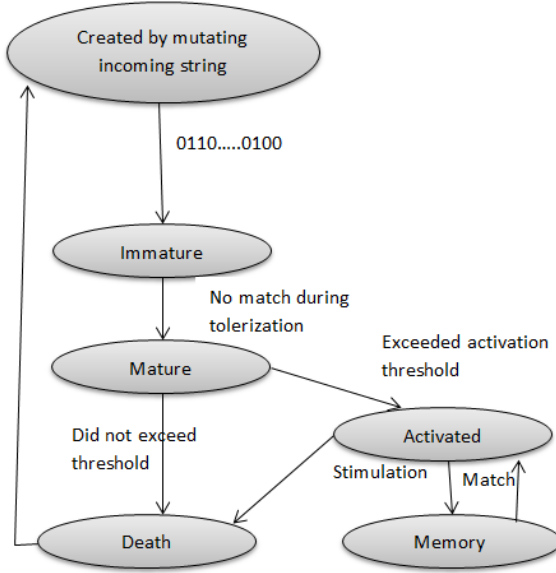 Created by mutating
incoming string
0110.....0100
Immature
No match during
tolerization
Exceeded activation
threshold
Mature
Did not exceed
threshold
Activated
Stimulation
Match
Death
Memory